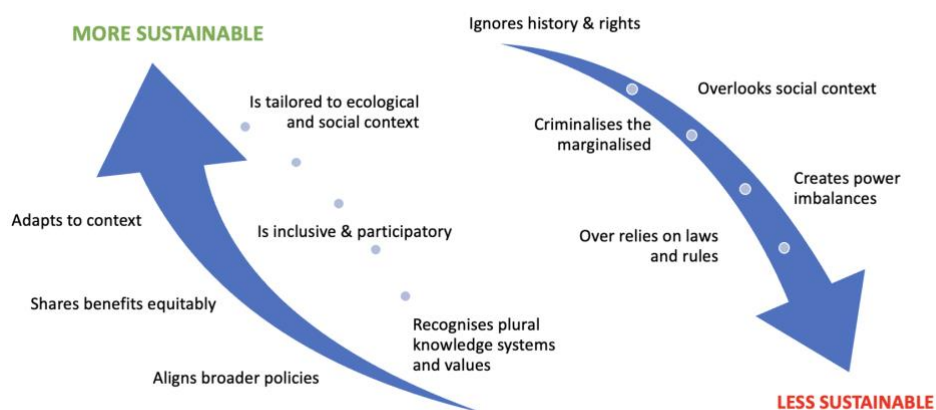 MORE SUSTAINABLE
Is tailored to ecological
and social context
Adapts to context
Is inclusive & participatory
Shares benefits equitably
Recognises plural
knowledge systems
and values
Aligns broader policies
Ignores history & rights
Overlooks social context
Criminalises the
marginalised
Creates power
imbalances
Over relies on laws
and rules
LESS SUSTAINABLE